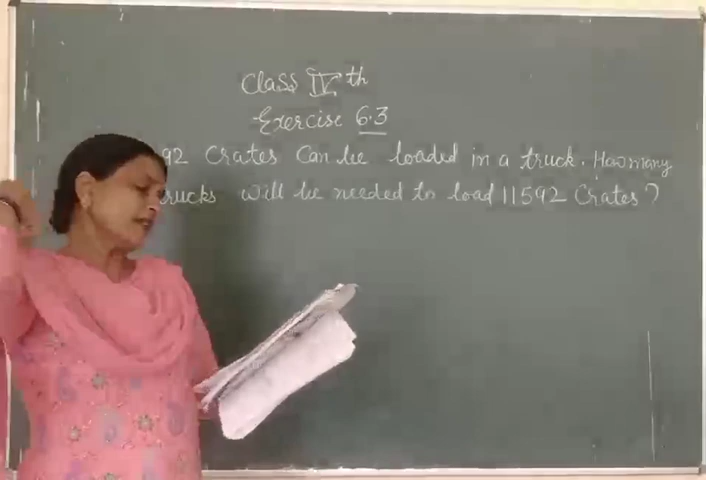 Class IV th
Exercise 6.3
92 Crates Can be loaded in a truck. How many
rucks will be needed to load 11592 Crates?